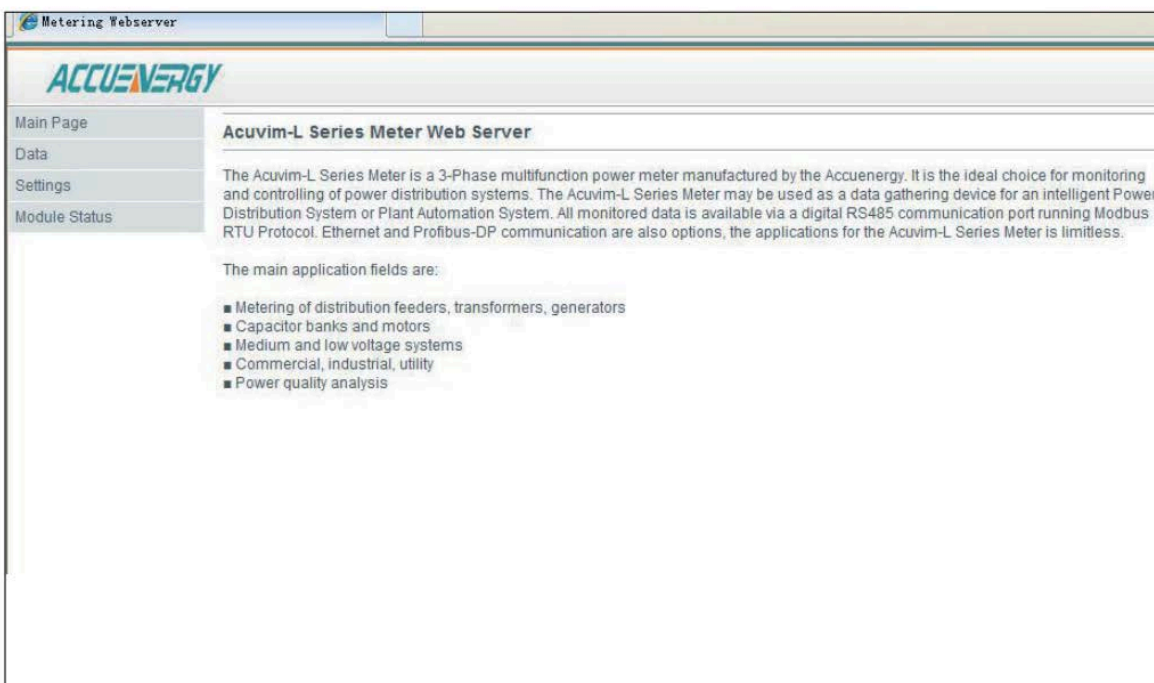 Metering Webserver
ACCUENERGY
Main Page
Data
Settings
Module Status
Acuvim-L Series Meter Web Server
The Acuvim-L Series Meter is a 3-Phase multifunction power meter manufactured by the Accuenergy. It is the ideal choice for monitoring
and controlling of power distribution systems. The Acuvim-L Series Meter may be used as a data gathering device for an intelligent Power
Distribution System or Plant Automation System. All monitored data is available via a digital RS485 communication port running Modbus
RTU Protocol. Ethernet and Profibus-DP communication are also options, the applications for the Acuvim-L Series Meter is limitless.
The main application fields are:
■ Metering of distribution feeders, transformers, generators
■ Capacitor banks and motors
■ Medium and low voltage systems
■ Commercial, industrial, utility
■ Power quality analysis